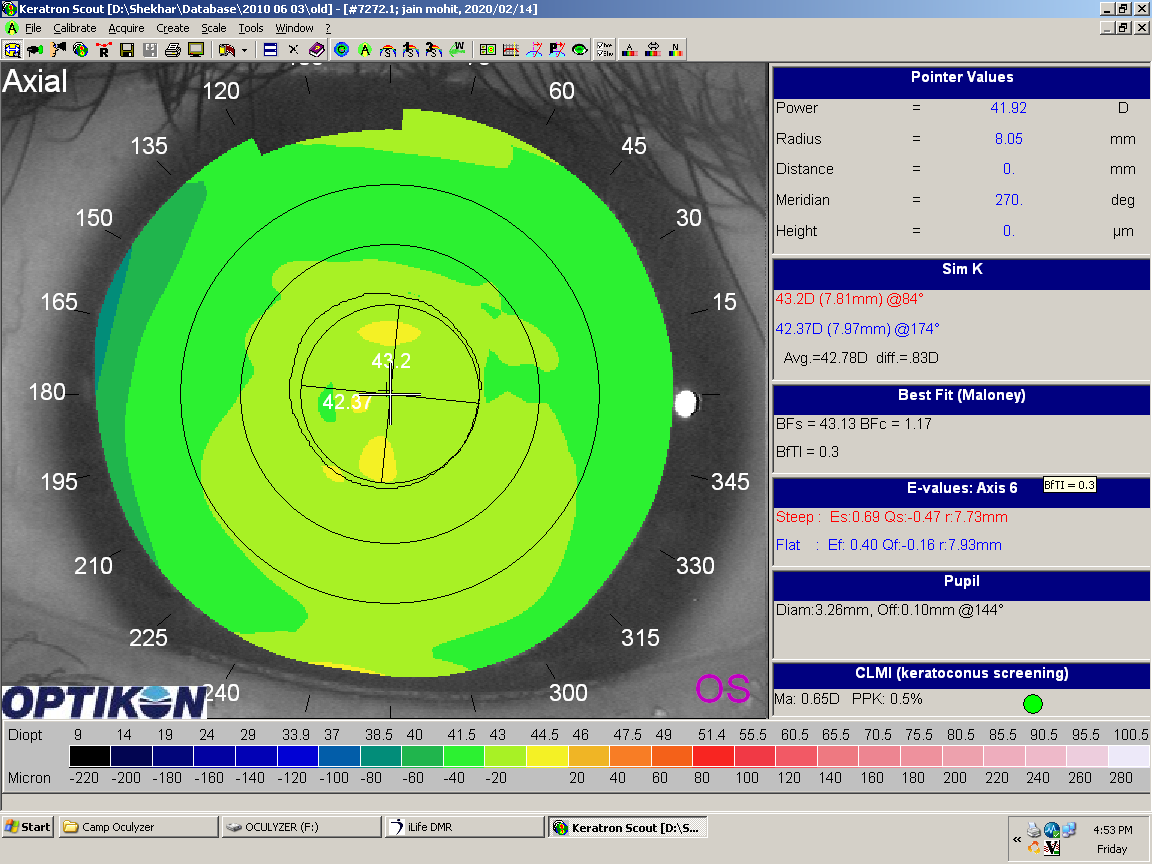 Keratron Scout [D:\Shekhar\Database\2010 06 03\old] - [#7272.1; jain mohit, 2020/02/14]
File Calibrate Acquire Create Scale Tools Window ?
Axial
120 60
135 45
150 30
165 15
180
195 345
210 330
225 315
240 300
43.2
42.37
OS
OPTIKON
Pointer Values
Power = 41.92 D
Radius = 8.05 mm
Distance = 0. mm
Meridian = 270. deg
Height = 0. µm
Sim K
43.2D (7.81mm) @84°
42.37D (7.97mm) @174°
Avg.=42.78D diff.=.83D
Best Fit (Maloney)
BFs = 43.13 BFc = 1.17
BfTI = 0.3
E-values: Axis 6
BfTI = 0.3
Steep : Es:0.69 Qs:-0.47 r:7.73mm
Flat : Ef: 0.40 Qf:-0.16 r:7.93mm
Pupil
Diam:3.26mm, Off:0.10mm @144°
CLMI (keratoconus screening)
Ma: 0.65D PPK: 0.5%
Diopt 9 14 19 24 29 33.9 37 38.5 40 41.5 43 44.5 46 47.5 49 51.4 55.5 60.5 65.5 70.5 75.5 80.5 85.5 90.5 95.5 100.5
Micron -220 -200 -180 -160 -140 -120 -100 -80 -60 -40 -20 20 40 60 80 100 120 140 160 180 200 220 240 260 280
Start Camp Oculyzer OCULYZER (F:) iLife DMR Keratron Scout [D:\S... « 4:53 PM
Friday